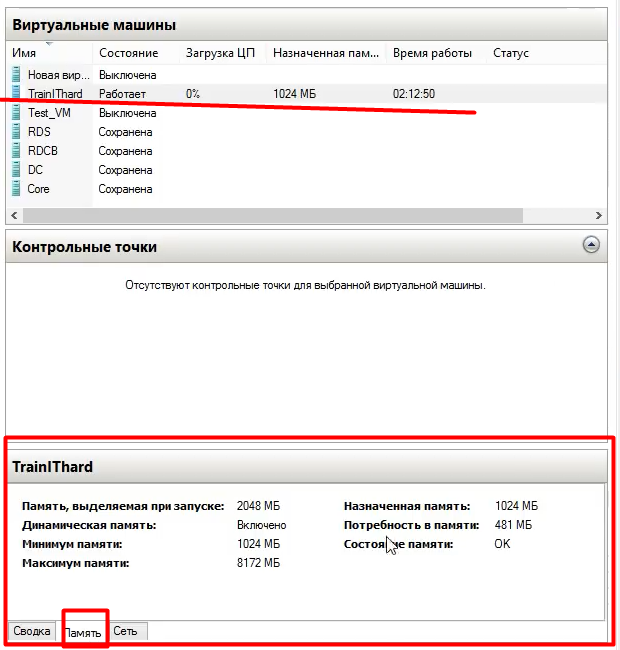 Виртуальные машины
Имя Состояние Загрузка ЦП Назначенная пам... Время работы Статус
Новая вир... Выключена
TrainIThard Работает 0% 1024 МБ 02:12:50
Test_VM Выключена
RDS Сохранена
RDCB Сохранена
DC Сохранена
Core Сохранена
Контрольные точки
Отсутствуют контрольные точки для выбранной виртуальной машины.
TrainIThard
Память, выделяемая при запуске: 2048 МБ Назначенная память: 1024 МБ
Динамическая память: Включено Потребность в памяти: 481 МБ
Минимум памяти: 1024 МБ Состояние памяти: OK
Максимум памяти: 8172 МБ
Сводка Память Сеть